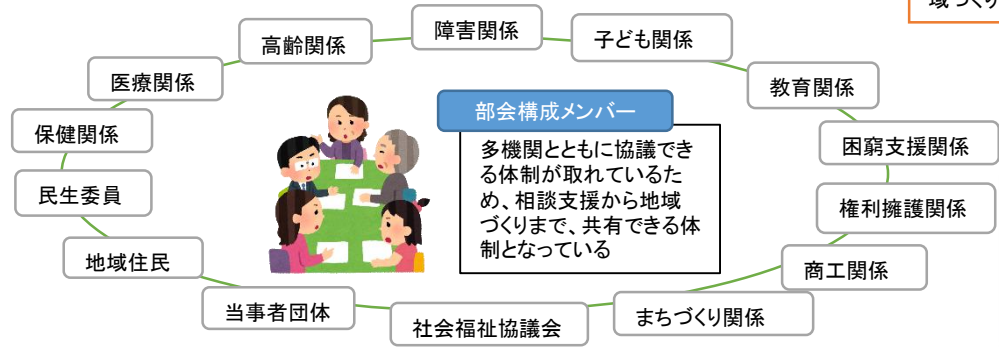 域づくり
障害関係
高齢関係
子ども関係
医療関係
教育関係
保健関係
困窮支援関係
民生委員
権利擁護関係
地域住民
商工関係
当事者団体
社会福祉協議会
まちづくり関係
部会構成メンバー
多機関とともに協議でき
る体制が取れているた
め、相談支援から地域
づくりまで、共有できる体
制となっている